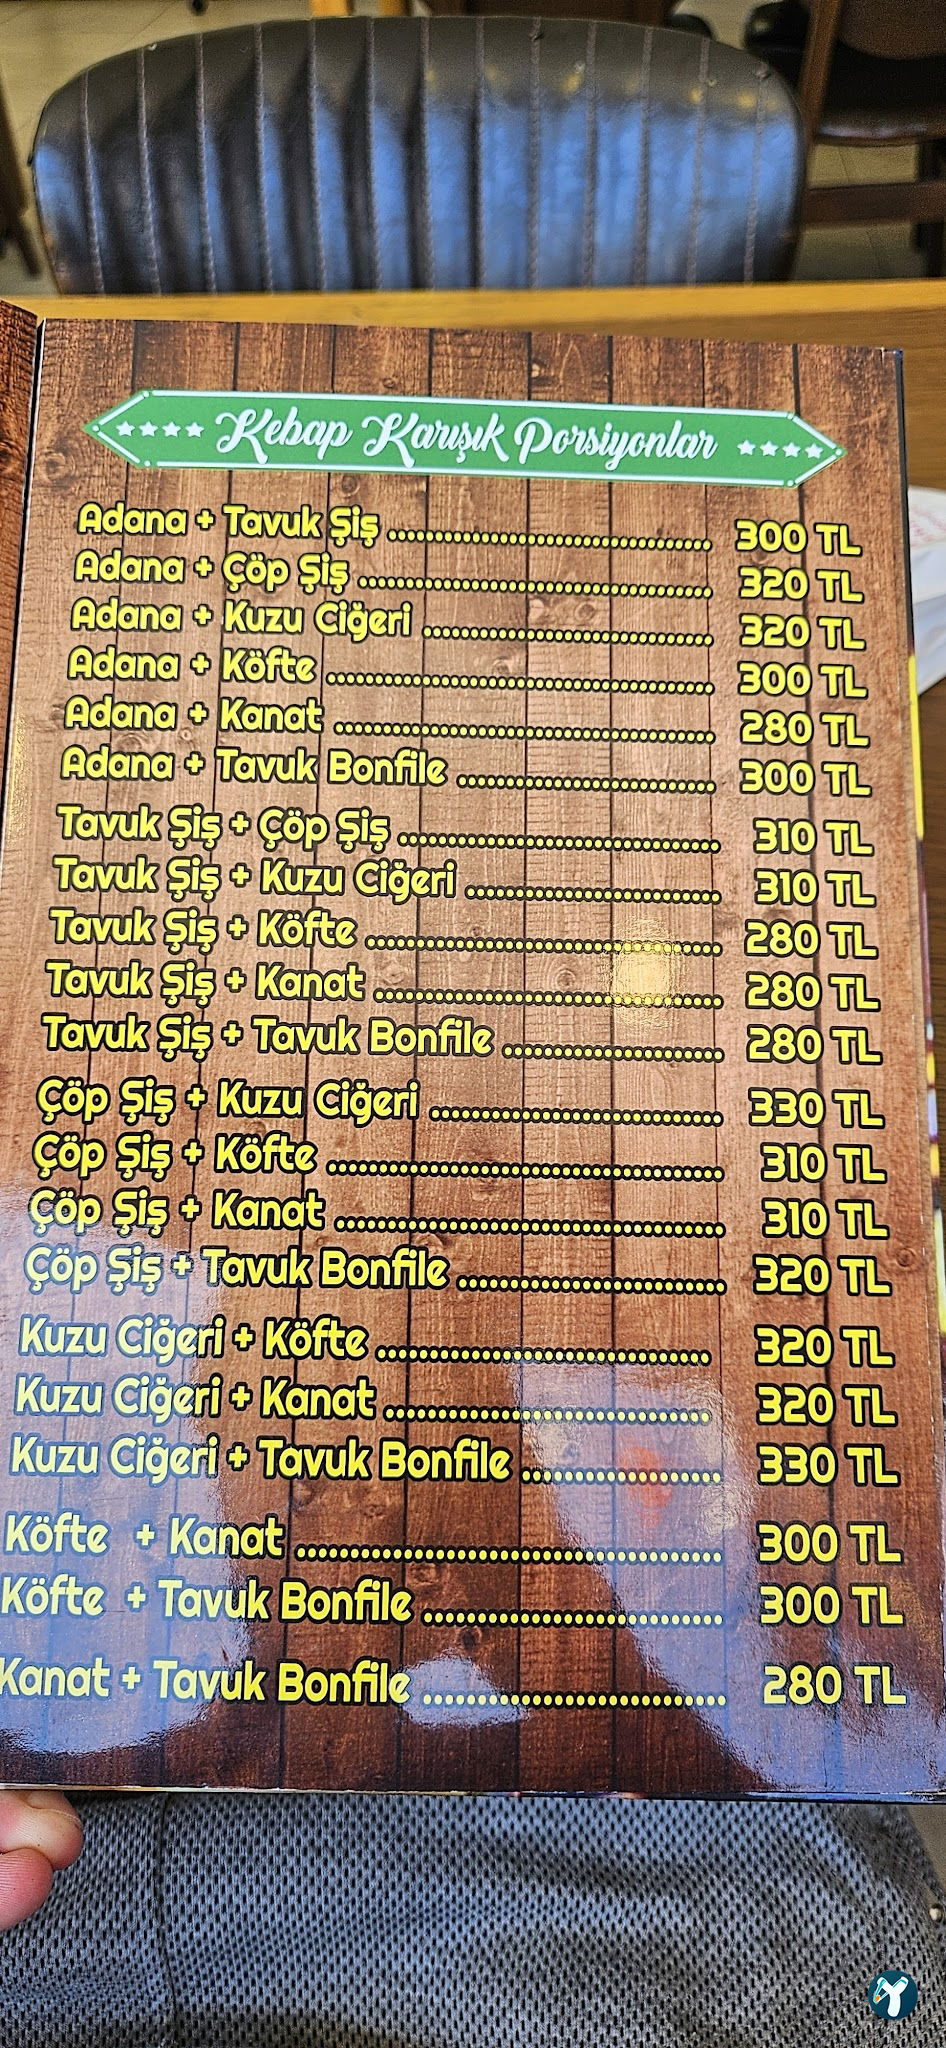 Kebap Karışık Porsiyonlar
Adana + Tavuk Şiş 300 TL
Adana + Çöp Şiş 320 TL
Adana + Kuzu Ciğeri 320 TL
Adana + Köfte 300 TL
Adana + Kanat 280 TL
Adana + Tavuk Bonfile 300 TL
Tavuk Şiş + Çöp Şiş 310 TL
Tavuk Şiş + Kuzu Ciğeri 310 TL
Tavuk Şiş + Köfte 280 TL
Tavuk Şiş + Kanat 280 TL
Tavuk Şiş + Tavuk Bonfile 280 TL
Çöp Şiş + Kuzu Ciğeri 330 TL
Çöp Şiş + Köfte 310 TL
Çöp Şiş + Kanat 310 TL
Çöp Şiş + Tavuk Bonfile 320 TL
Kuzu Ciğeri + Köfte 320 TL
Kuzu Ciğeri + Kanat 320 TL
Kuzu Ciğeri + Tavuk Bonfile 330 TL
Köfte + Kanat 300 TL
Köfte + Tavuk Bonfile 300 TL
Kanat + Tavuk Bonfile 280 TL